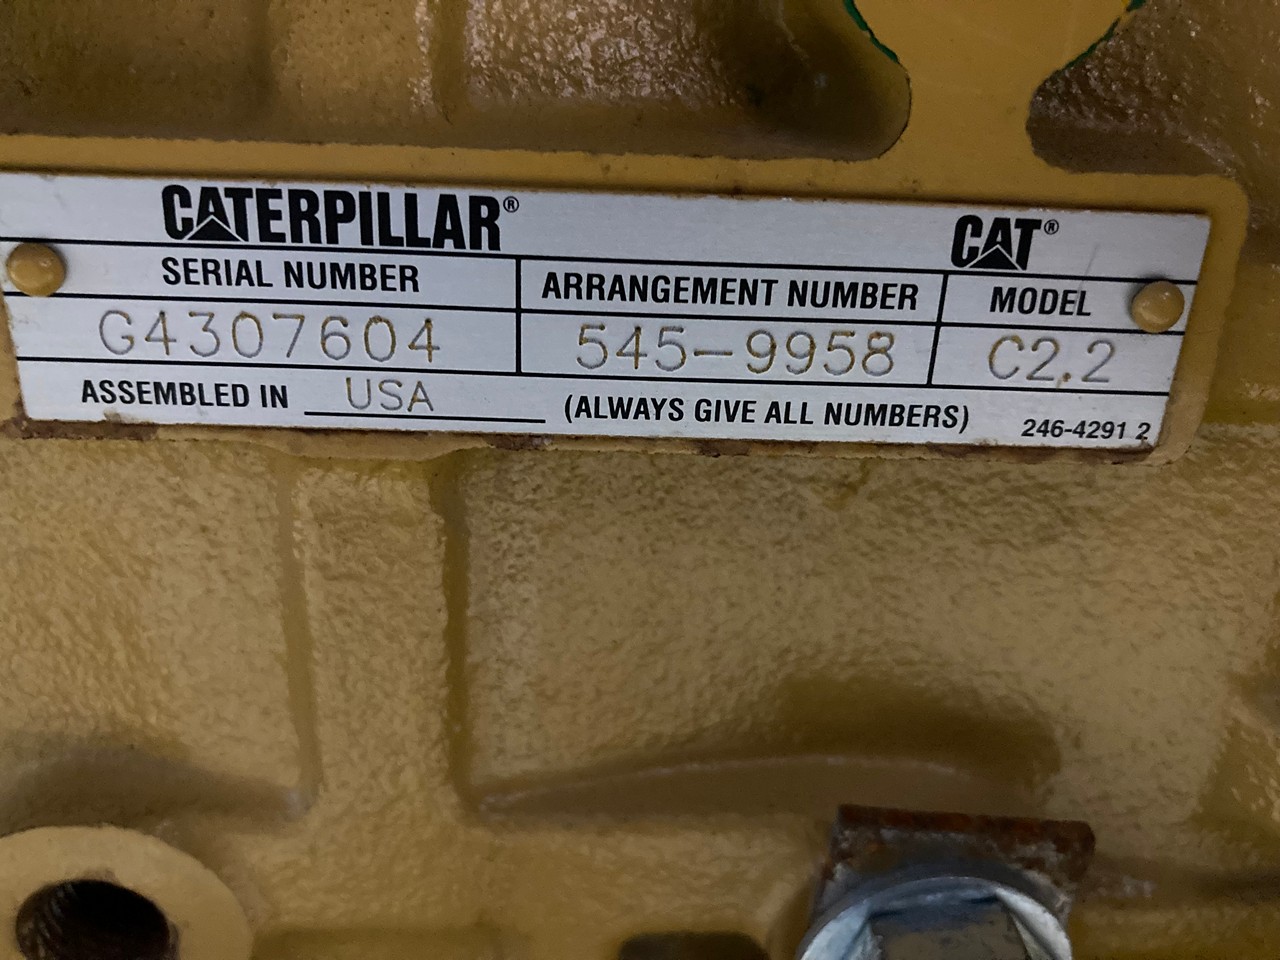 CATERPILLAR® CAT®
SERIAL NUMBER ARRANGEMENT NUMBER MODEL
G4307604 545-9958 C2.2
ASSEMBLED IN USA (ALWAYS GIVE ALL NUMBERS) 246-4291 2